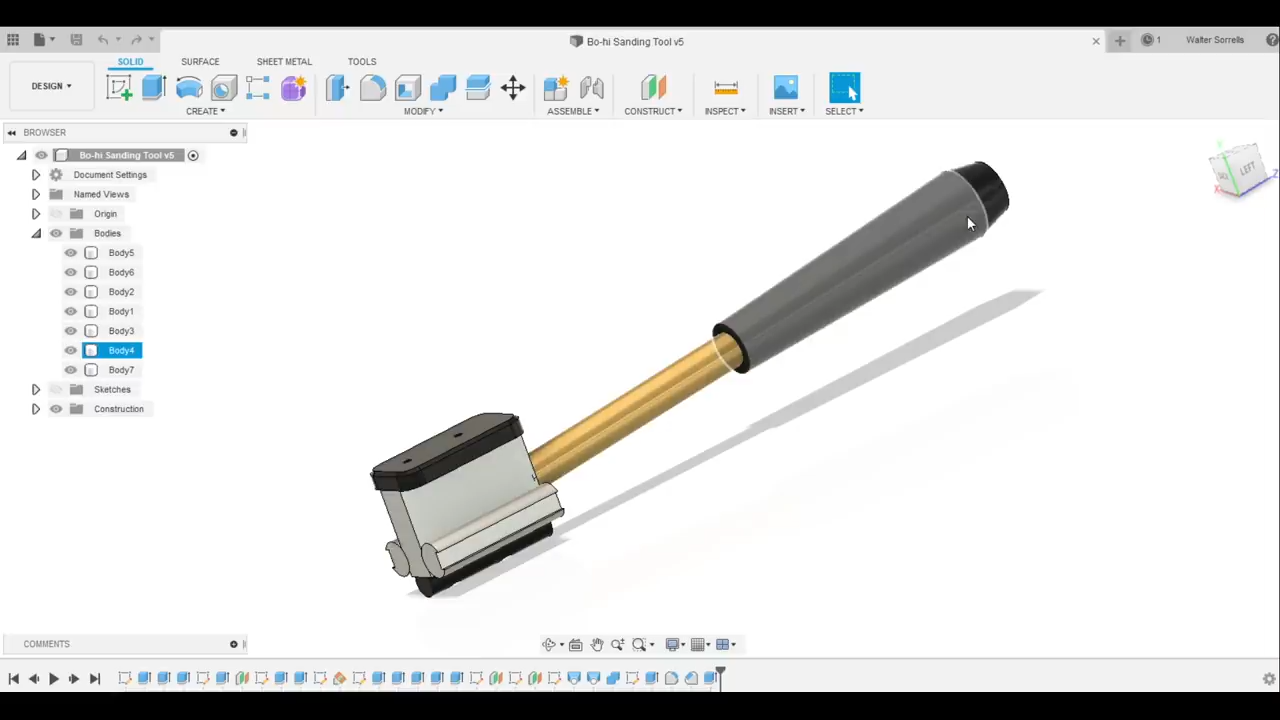 Bo-hi Sanding Tool v5
1
Walter Sorrells
SOLID
SURFACE
SHEET METAL
TOOLS
DESIGN
CREATE
MODIFY
ASSEMBLE
CONSTRUCT
INSPECT
INSERT
SELECT
BROWSER
Bo-hi Sanding Tool v5
Document Settings
Named Views
Origin
Bodies
Body5
Body6
Body2
Body1
Body3
Body4
Body7
Sketches
Construction
LEFT
Z
X
COMMENTS